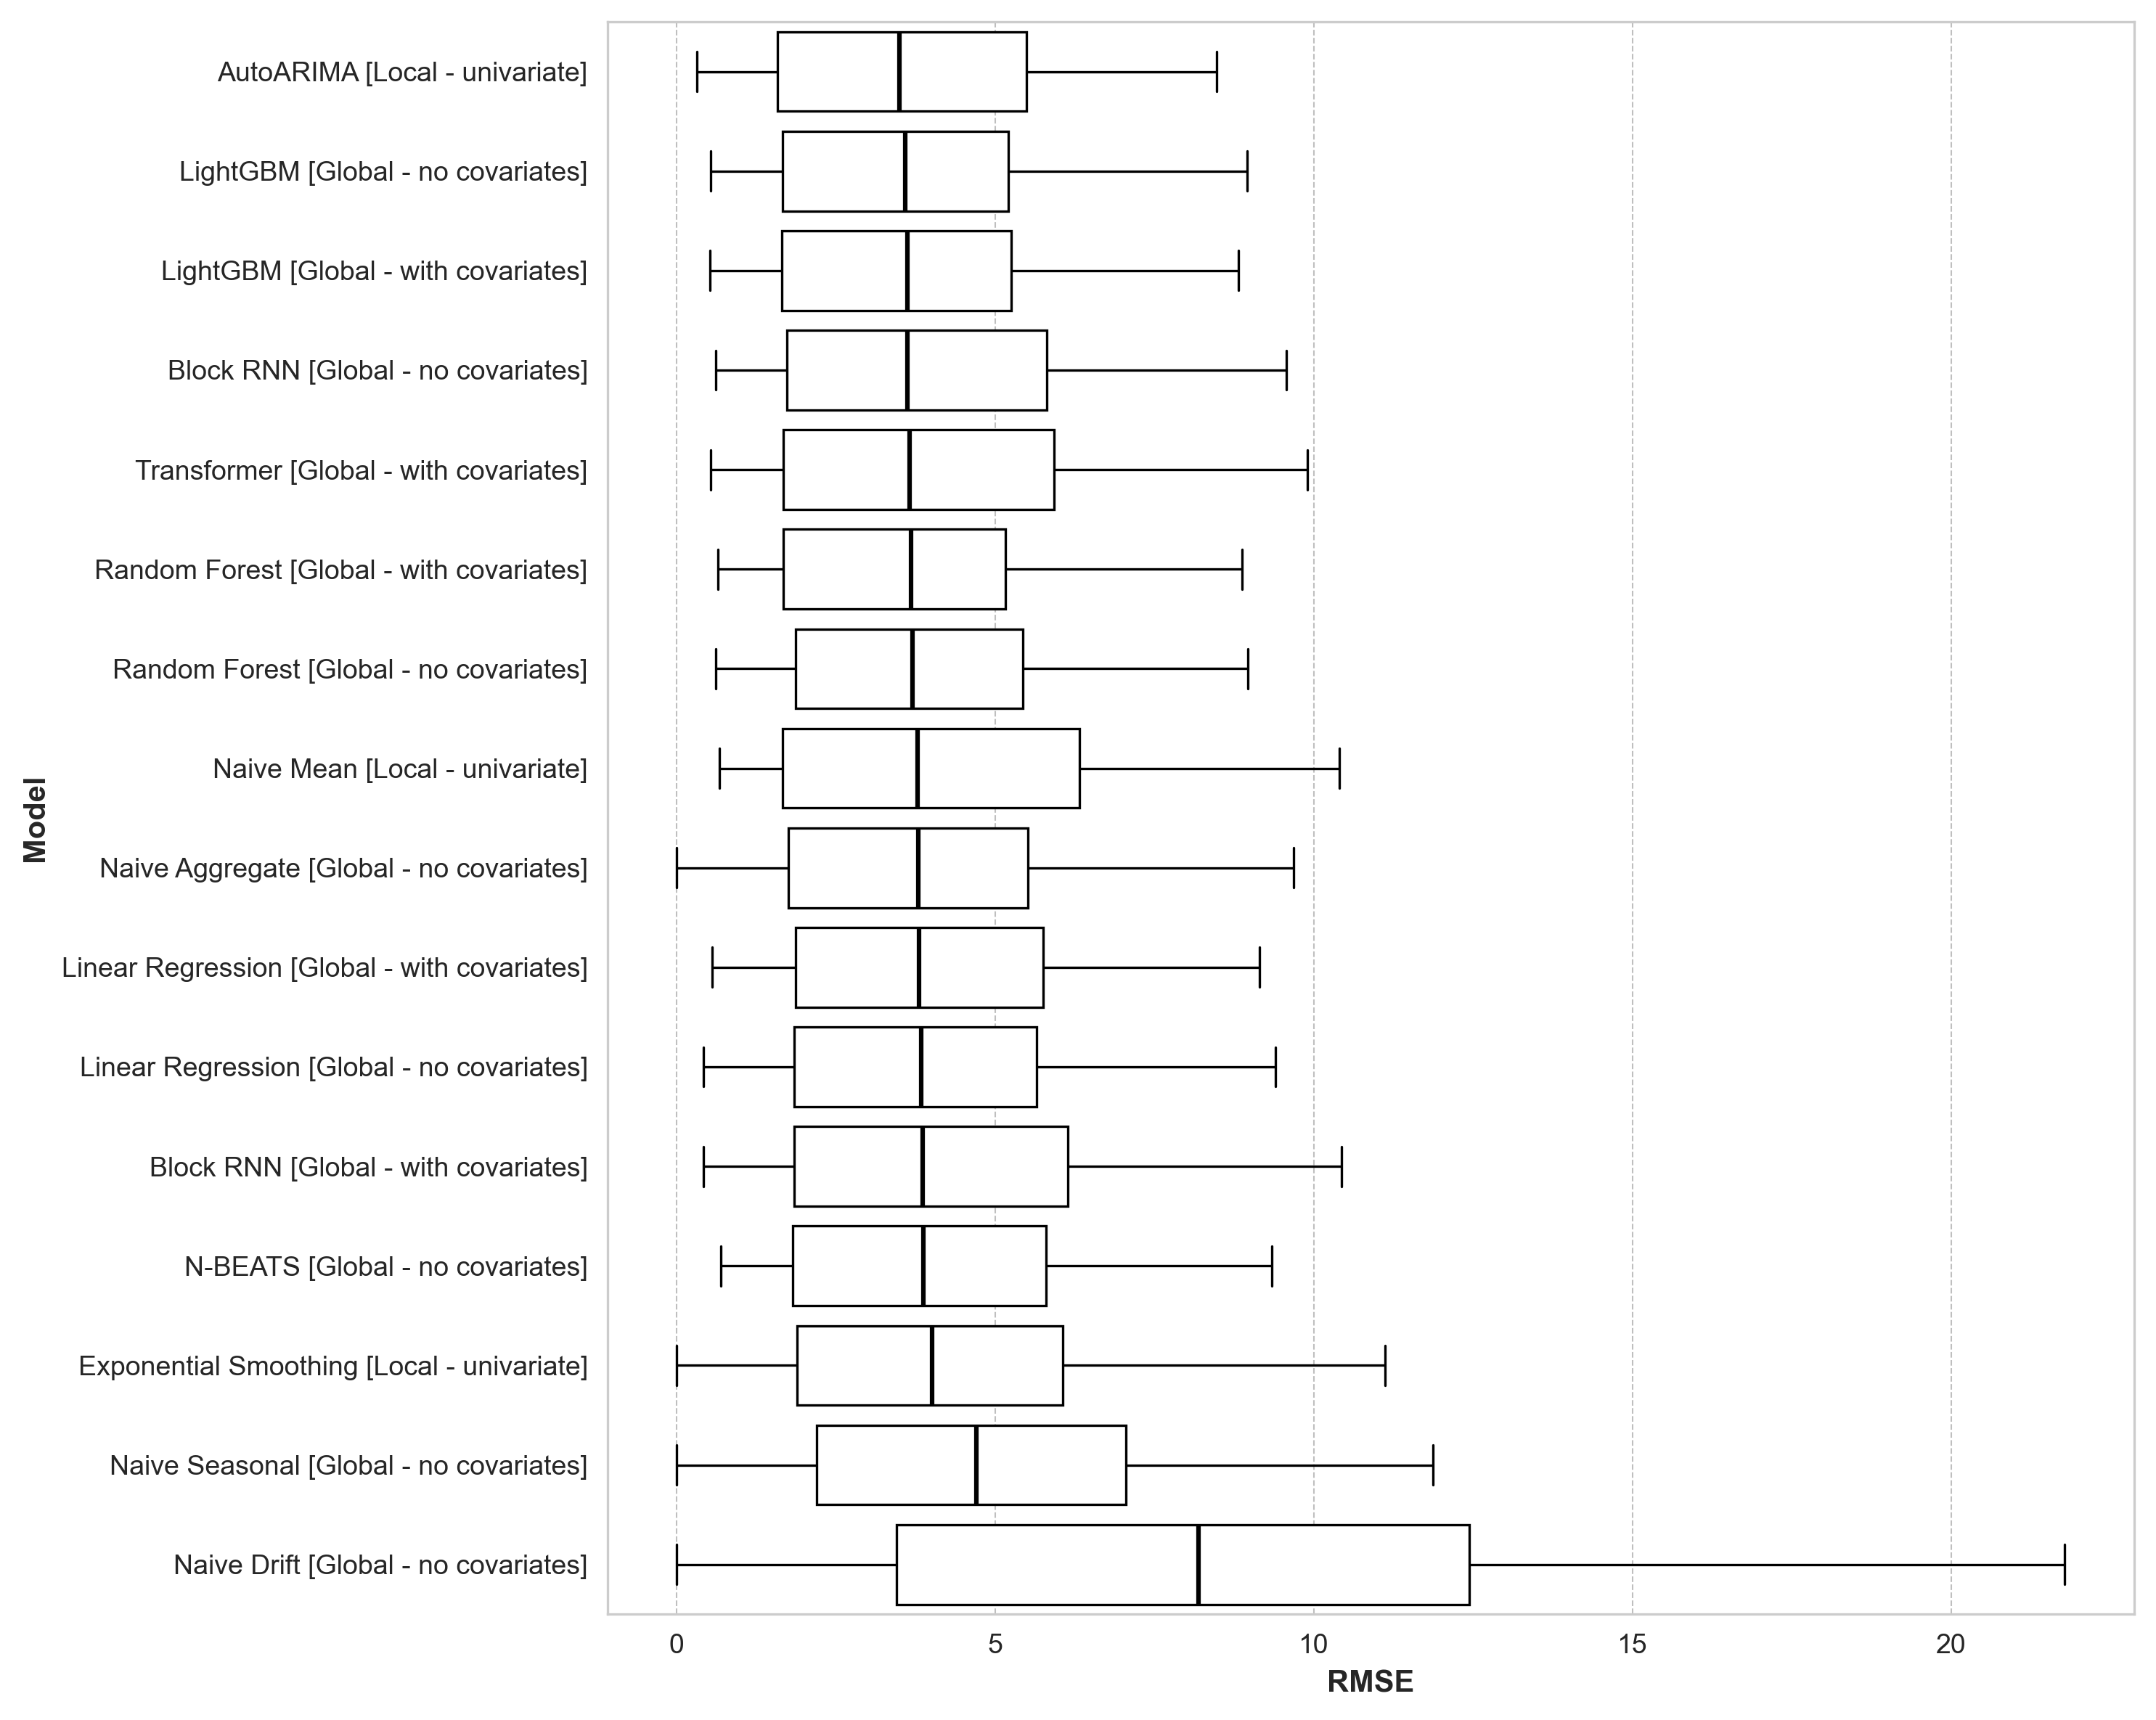 Model
AutoARIMA [Local - univariate]
LightGBM [Global - no covariates]
LightGBM [Global - with covariates]
Block RNN [Global - no covariates]
Transformer [Global - with covariates]
Random Forest [Global - with covariates]
Random Forest [Global - no covariates]
Naive Mean [Local - univariate]
Naive Aggregate [Global - no covariates]
Linear Regression [Global - with covariates]
Linear Regression [Global - no covariates]
Block RNN [Global - with covariates]
N-BEATS [Global - no covariates]
Exponential Smoothing [Local - univariate]
Naive Seasonal [Global - no covariates]
Naive Drift [Global - no covariates]
0 5 10 15 20
RMSE